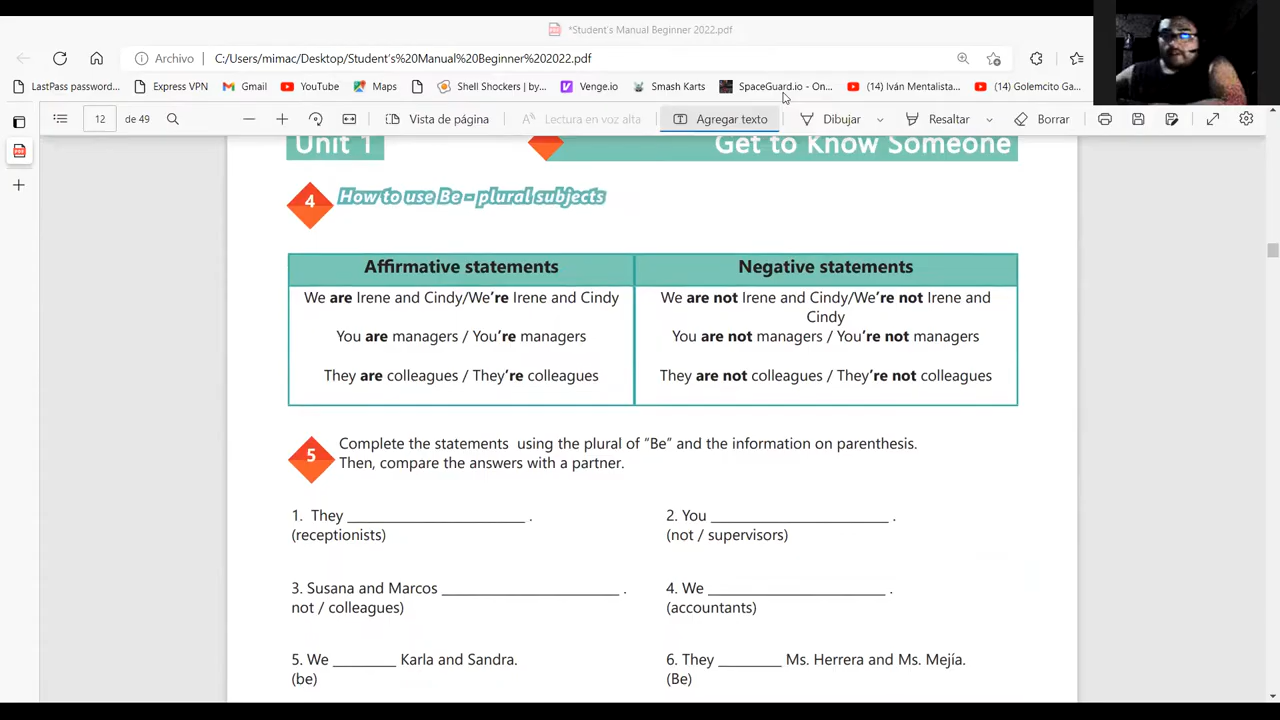 *Student's Manual Beginner 2022.pdf
Archivo C:/Users/mimac/Desktop/Student's%20Manual%20Beginner%202022.pdf
LastPass password... Express VPN Gmail YouTube Maps Shell Shockers | by... Venge.io Smash Karts SpaceGuard.io - On... (14) Iván Mentalista... (14) Golemcito Ga...
12 de 49 Vista de página Lectura en voz alta Agregar texto Dibujar Resaltar Borrar
Unit 1 Get to Know Someone
4 How to use Be - plural subjects
Affirmative statements Negative statements
We are Irene and Cindy/We're Irene and Cindy We are not Irene and Cindy/We're not Irene and
Cindy
You are managers / You're managers You are not managers / You're not managers
They are colleagues / They're colleagues They are not colleagues / They're not colleagues
5 Complete the statements using the plural of “Be” and the information on parenthesis.
Then, compare the answers with a partner.
1. They ______________________ . 2. You ______________________ .
(receptionists) (not / supervisors)
3. Susana and Marcos ______________________ . 4. We ______________________ .
not / colleagues) (accountants)
5. We ________ Karla and Sandra. 6. They ________ Ms. Herrera and Ms. Mejía.
(be) (Be)